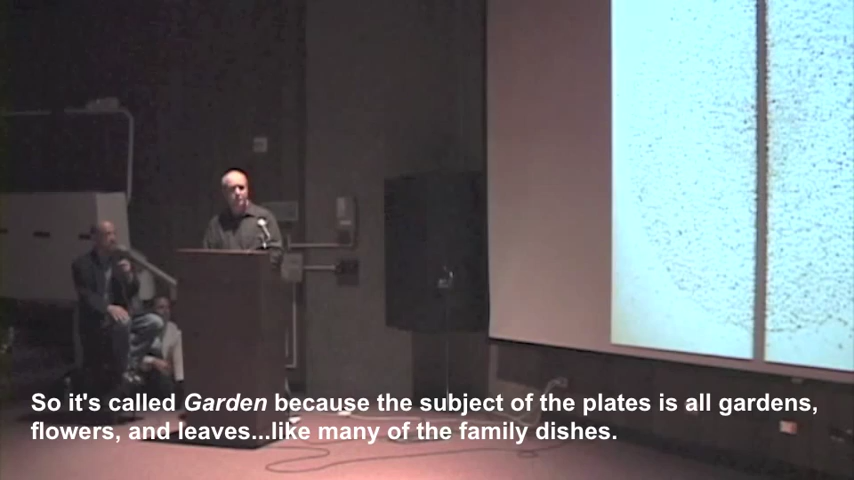 So it's called Garden because the subject of the plates is all gardens,
flowers, and leaves...like many of the family dishes.